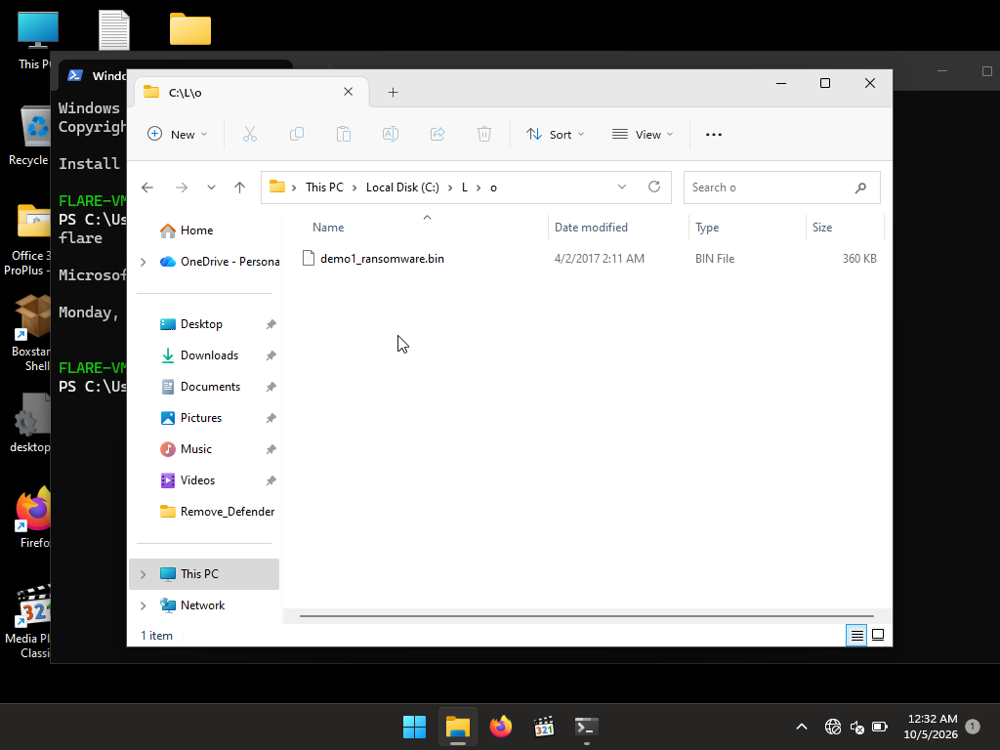 This P
Recycle
Office 3
ProPlus -
Boxstar
Shell
desktop
Firefo
Media Pl
Classi
Windo
Windows
Copyrigh
Install
FLARE-VM
PS C:\Us
flare
Microsof
Monday,
FLARE-VM
PS C:\Us
C:\L\o
New
Sort
View
This PC > Local Disk (C:) > L > o
Search o
Name Date modified Type Size
demo1_ransomware.bin 4/2/2017 2:11 AM BIN File 360 KB
Home
OneDrive - Persona
Desktop
Downloads
Documents
Pictures
Music
Videos
Remove_Defender
This PC
Network
1 item
321
321
12:32 AM
10/5/2026
1